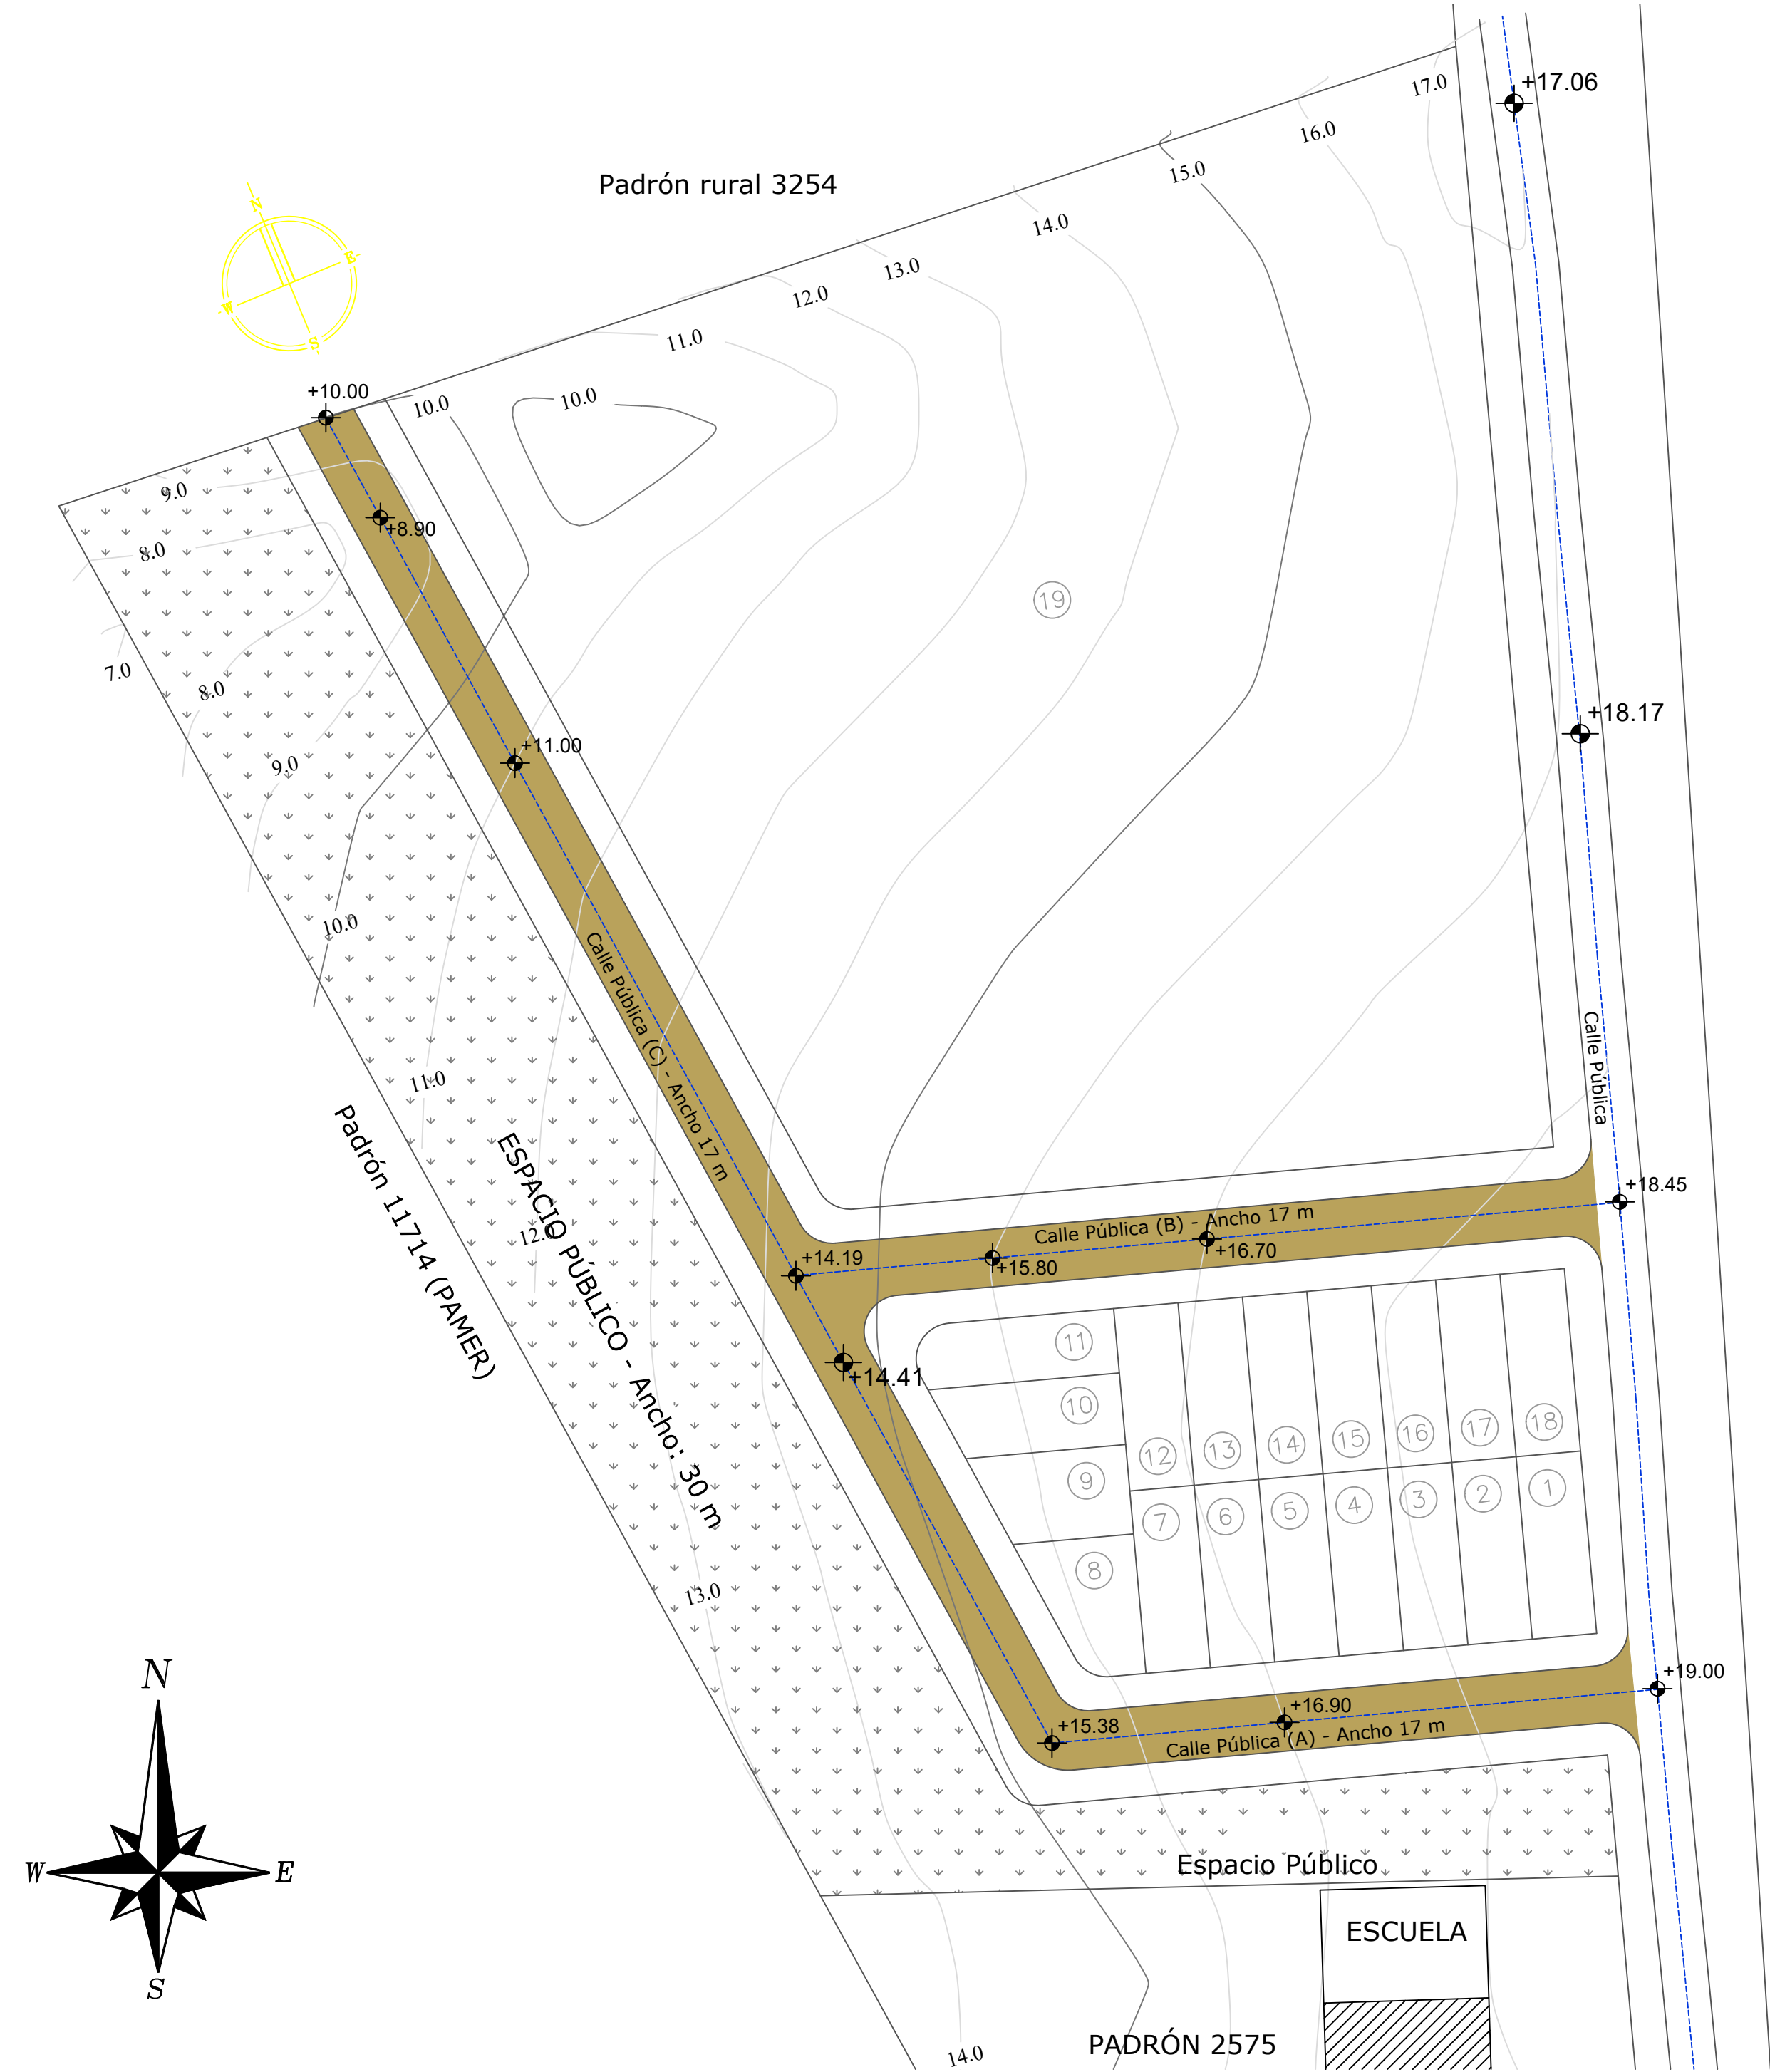 17.0
+17.06
16.0
15.0
Padrón rural 3254
N
E
W
S
14.0
13.0
12.0
11.0
+10.00
10.0
10.0
9.0
+8.90
8.0
19
7.0
8.0
+18.17
+11.00
9.0
10.0
Calle Pública (C) - Ancho 17 m
Calle Pública
11.0
Padrón 11714 (PAMER)
ESPACIO PÚBLICO - Ancho: 30 m
+18.45
12.0
Calle Pública (B) - Ancho 17 m
+14.19
+15.80
+16.70
+14.41
11
10
9
8
12
13
14
15
16
17
18
7
6
5
4
3
2
1
13.0
N
W
E
S
+19.00
+15.38
+16.90
Calle Pública (A) - Ancho 17 m
Espacio Público
ESCUELA
PADRÓN 2575
14.0